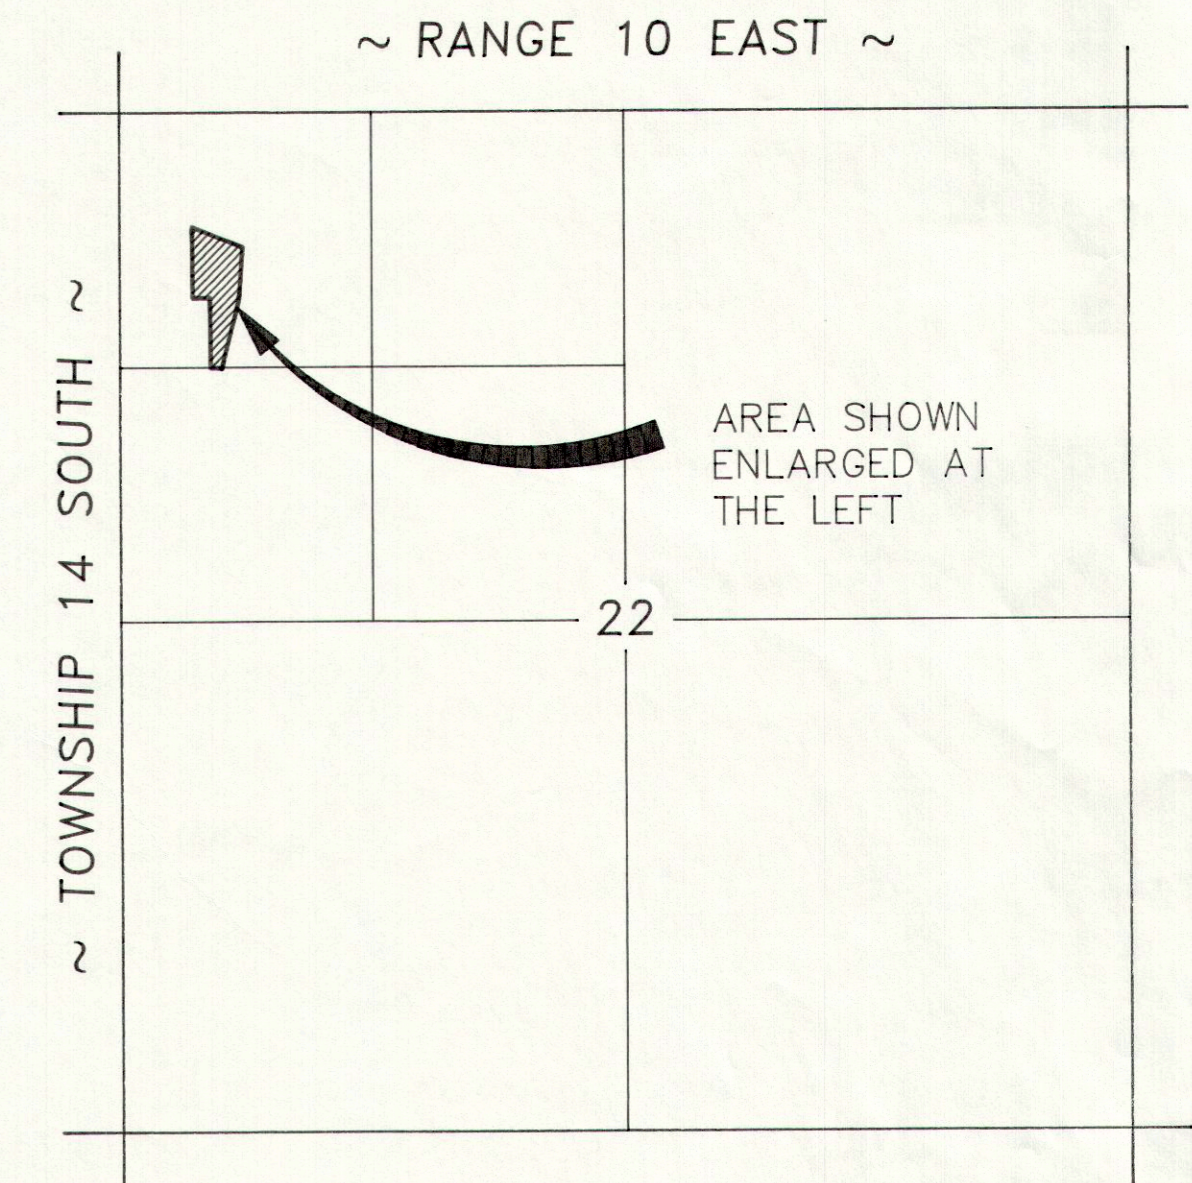 ~ RANGE 10 EAST ~
~ TOWNSHIP 14 SOUTH ~
AREA SHOWN
ENLARGED AT
THE LEFT
22